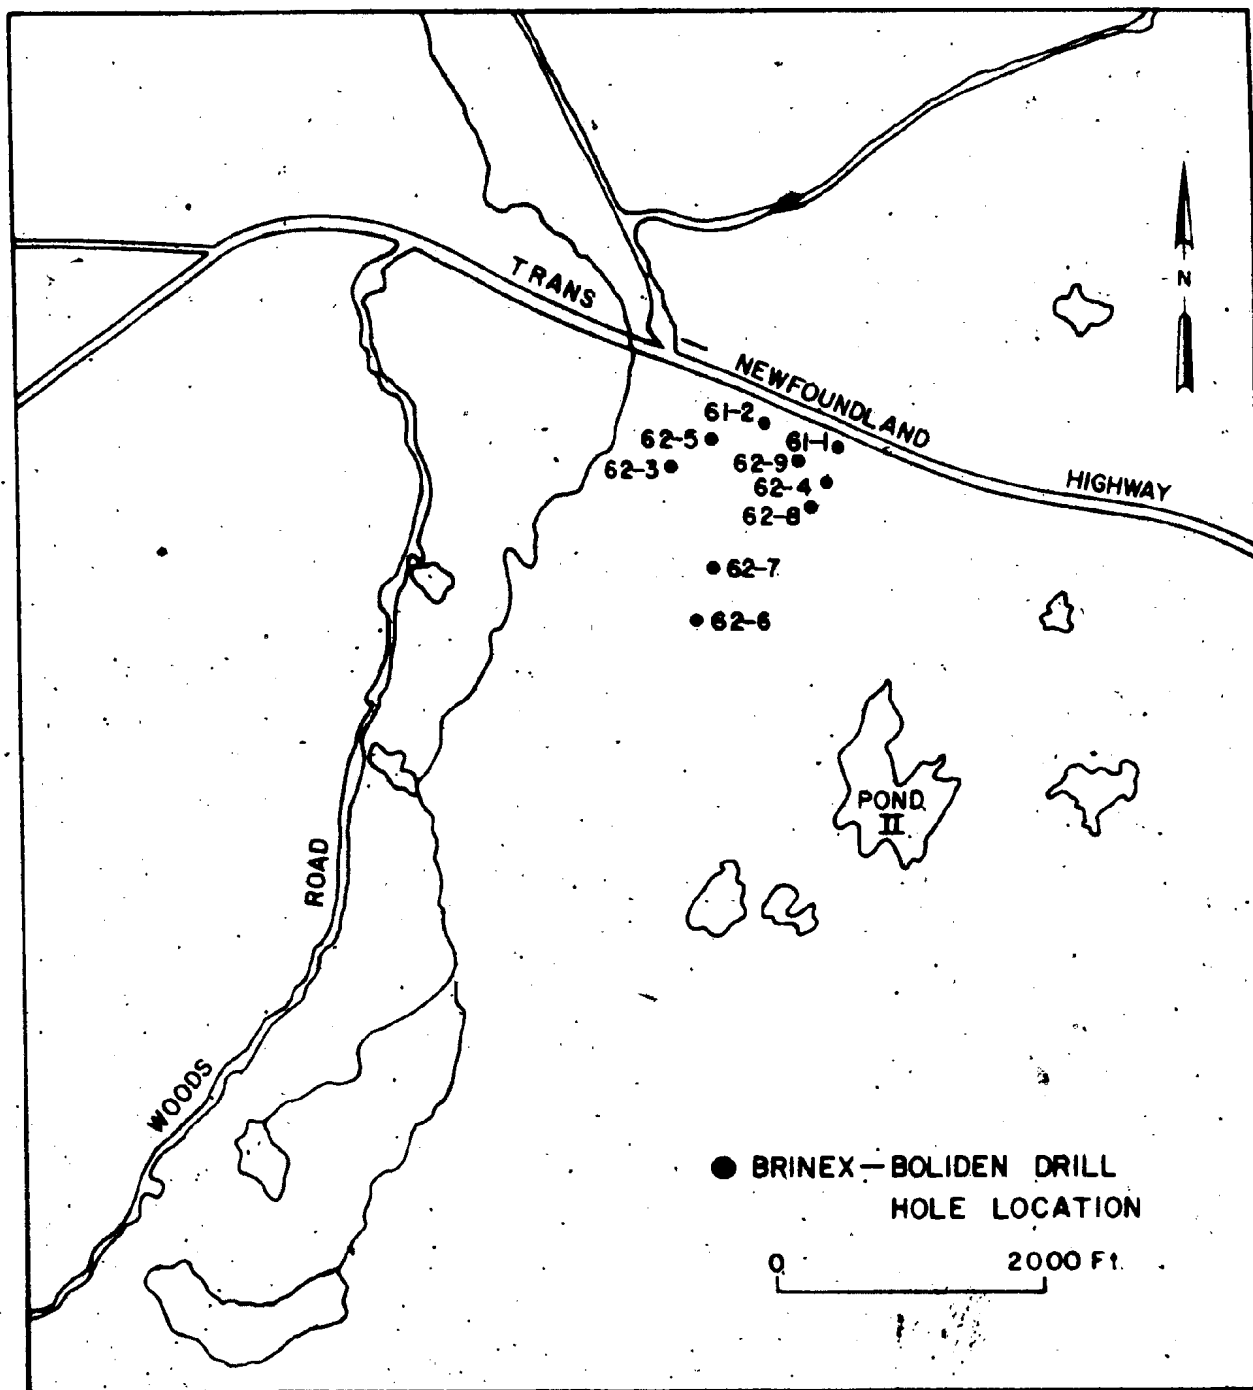 TRANS
N
NEWFOUNDLAND
61-2
62-5
61-1
62-3
62-9
62-4
HIGHWAY
62-8
62-7
62-6
POND
II
ROAD
WOODS
BRINEX-BOLIDEN DRILL
HOLE LOCATION
0 2000 Ft.